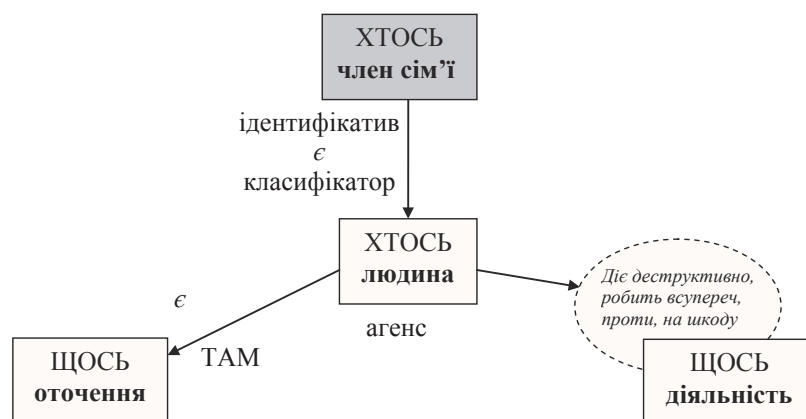 ХТОСЬ
член сім’ї
ідентифікатив
є
класифікатор
ХТОСЬ
людина
Діє деструктивно,
робить всупереч,
проти, на шкоду
є
агенс
ТАМ
ЩОСЬ
оточення
ЩОСЬ
діяльність